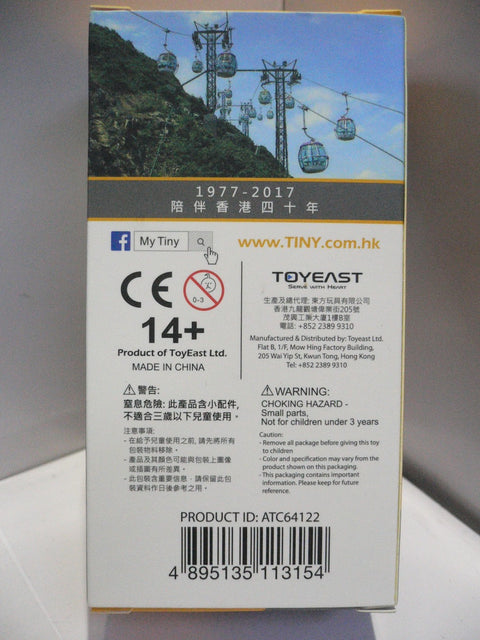 1977-2017
陪伴香港四十年
My Tiny
www.TINY.com.hk
CE
0-3
14+
Product of ToyEast Ltd.
MADE IN CHINA
TOYEAST
SERVE WITH HEART
生產及總代理: 東方玩具有限公司
香港九龍觀塘偉業街205號
茂興工業大廈1樓B室
電話: +852 2389 9310
Manufactured & Distributed by: Toyeast Ltd.
Flat B, 1/F, Mow Hing Factory Building,
205 Wai Yip St, Kwun Tong, Hong Kong
Tel: +852 2389 9310
警告:
窒息危險: 此產品含小配件,
不適合三歲以下兒童使用。
注意事項:
- 在給予兒童使用之前, 請先將所有
包裝物料移除。
- 產品及其顏色可能與包裝上圖像
或插圖有所差異。
- 此包裝含重要信息, 請保留此包
裝資料作日後參考之用。
WARNING:
CHOKING HAZARD -
Small parts,
Not for children under 3 years
Caution:
- Remove all package before giving this toy
to children
- Color and specification may vary from the
product shown on this packaging.
- This packaging contains important
information. Please keep for future
reference.
PRODUCT ID: ATC64122
4 895135 113154